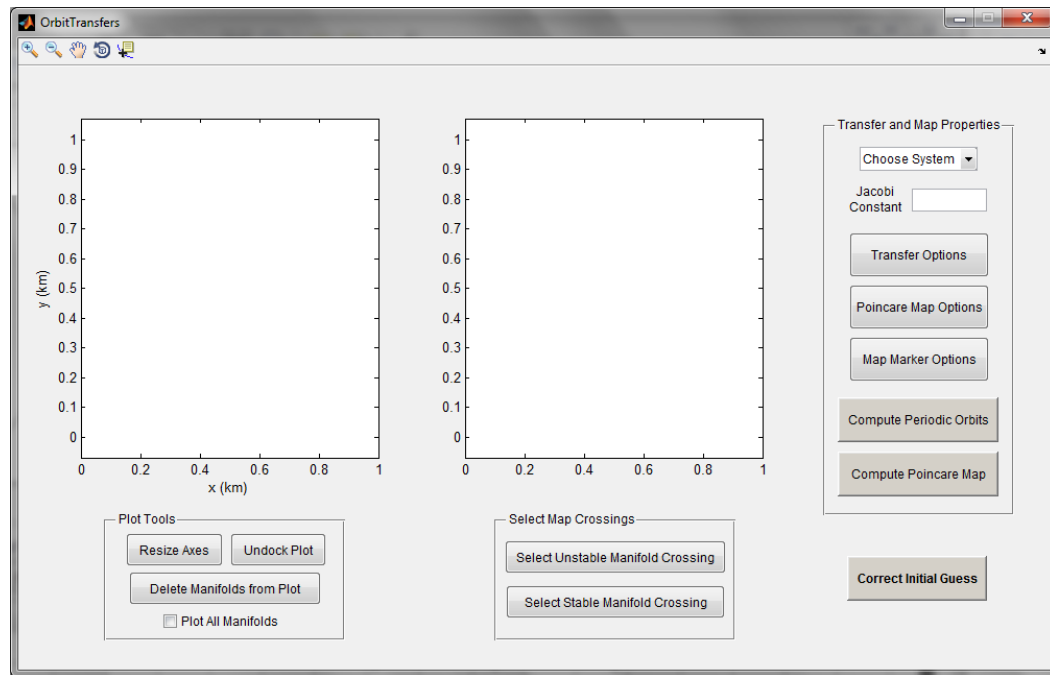 OrbitTransfers
1
0.9
0.8
0.7
0.6
0.5
0.4
0.3
0.2
0.1
0
y (km)
0 0.2 0.4 0.6 0.8 1
x (km)
1
0.9
0.8
0.7
0.6
0.5
0.4
0.3
0.2
0.1
0
0 0.2 0.4 0.6 0.8 1
Transfer and Map Properties
Choose System
Jacobi
Constant
Transfer Options
Poincare Map Options
Map Marker Options
Compute Periodic Orbits
Compute Poincare Map
Plot Tools
Resize Axes Undock Plot
Delete Manifolds from Plot
Plot All Manifolds
Select Map Crossings
Select Unstable Manifold Crossing
Select Stable Manifold Crossing
Correct Initial Guess